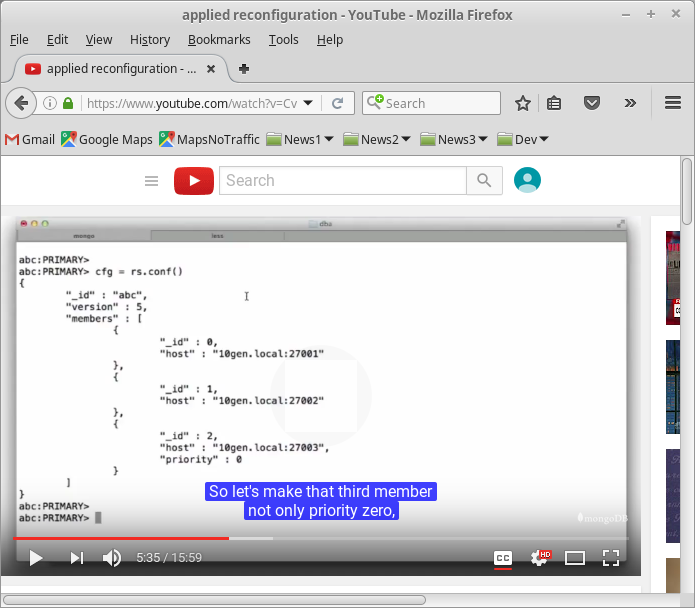 applied reconfiguration - YouTube - Mozilla Firefox
File Edit View History Bookmarks Tools Help
applied reconfiguration - ...
https://www.youtube.com/watch?v=Cv
Search
Gmail Google Maps MapsNoTraffic News1 News2 News3 Dev
Search
dba
mongo less
abc:PRIMARY>
abc:PRIMARY> cfg = rs.conf()
{
"_id" : "abc",
"version" : 5,
"members" : [
{
"_id" : 0,
"host" : "10gen.local:27001"
},
{
"_id" : 1,
"host" : "10gen.local:27002"
},
{
"_id" : 2,
"host" : "10gen.local:27003",
"priority" : 0
}
]
}
abc:PRIMARY>
abc:PRIMARY>
So let's make that third member
not only priority zero,
mongoDB
5:35 / 15:59
CC
HD